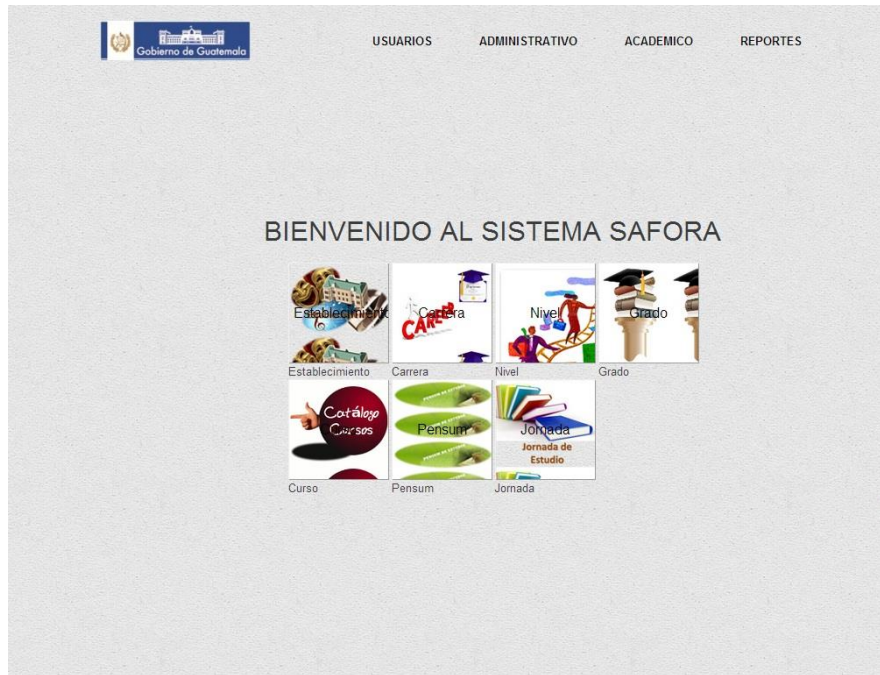 Gobierno de Guatemala
USUARIOS ADMINISTRATIVO ACADEMICO REPORTES
BIENVENIDO AL SISTEMA SAFORA
Establecimiento Carrera Nivel Grado
CAREER
Establecimiento Carrera Nivel Grado
Catálogo
Cursos
Pensum Jornada
Jornada de
Estudio
Curso Pensum Jornada